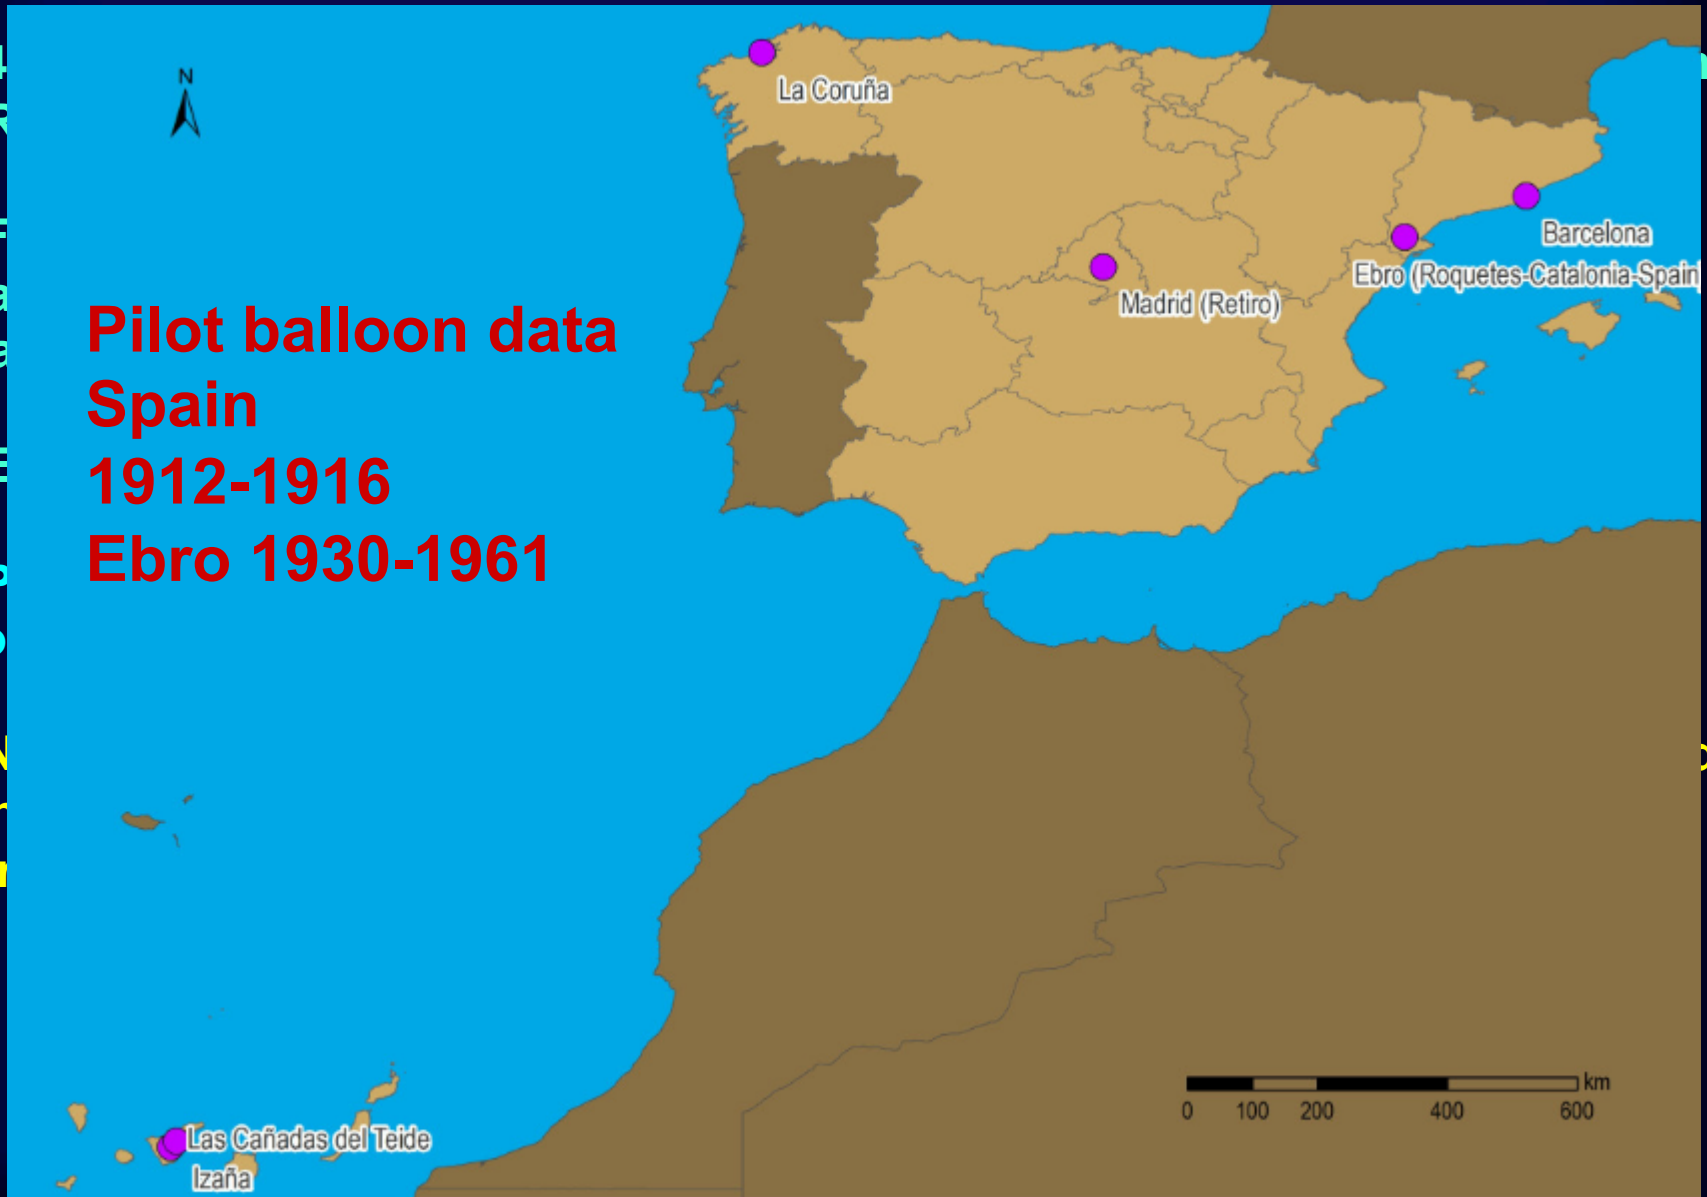 N
La Coruña
Barcelona
Ebro (Roquetes-Catalonia-Spain)
Madrid (Retiro)
Pilot balloon data
Spain
1912-1916
Ebro 1930-1961
km
0 100 200 400 600
Las Cañadas del Teide
Izaña